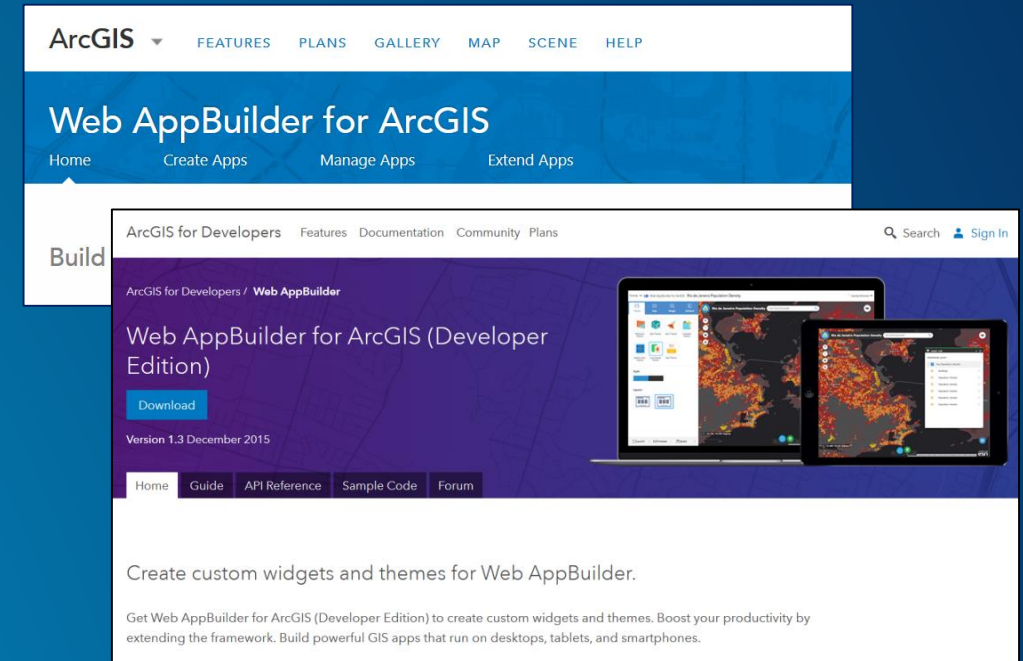 ArcGIS FEATURES PLANS GALLERY MAP SCENE HELP
Web AppBuilder for ArcGIS
Home Create Apps Manage Apps Extend Apps
Build
ArcGIS for Developers Features Documentation Community Plans Search Sign In
ArcGIS for Developers / Web AppBuilder
Web AppBuilder for ArcGIS (Developer
Edition)
Download
Version 1.3 December 2015
Home Guide API Reference Sample Code Forum
Create custom widgets and themes for Web AppBuilder.
Get Web AppBuilder for ArcGIS (Developer Edition) to create custom widgets and themes. Boost your productivity by
extending the framework. Build powerful GIS apps that run on desktops, tablets, and smartphones.